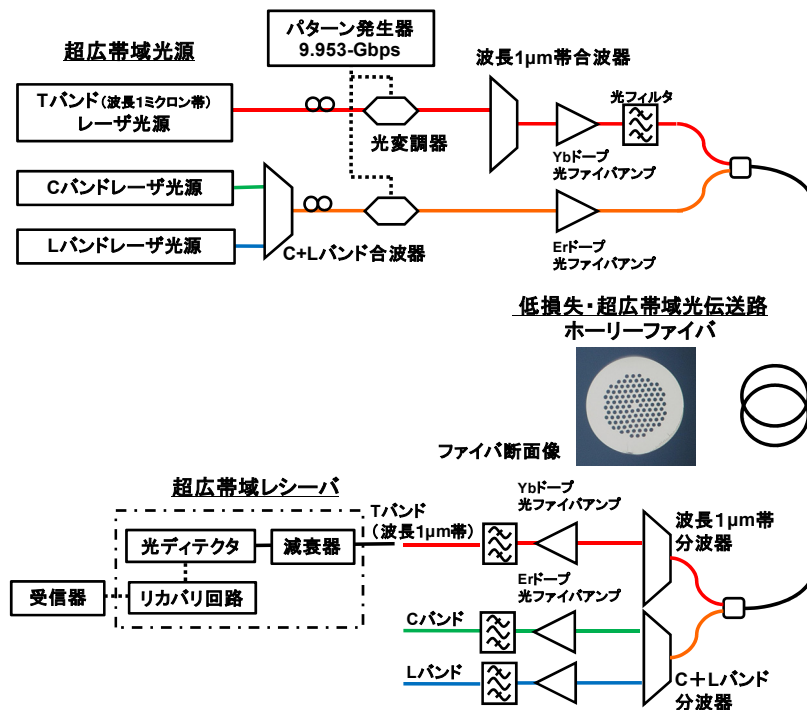 超広帯域光源
パターン発生器
9.953-Gbps
Tバンド(波長1ミクロン帯)
レーザ光源
光変調器
波長1μm帯合波器
光フィルタ
Ybドープ
光ファイバアンプ
Cバンドレーザ光源
Lバンドレーザ光源
C+Lバンド合波器
Erドープ
光ファイバアンプ
低損失・超広帯域光伝送路
ホーリーファイバ
ファイバ断面像
超広帯域レシーバ
Tバンド
(波長1μm帯)
Ybドープ
光ファイバアンプ
波長1μm帯
分波器
光ディテクタ
減衰器
受信器
リカバリ回路
Erドープ
光ファイバアンプ
Cバンド
Lバンド
C+Lバンド
分波器